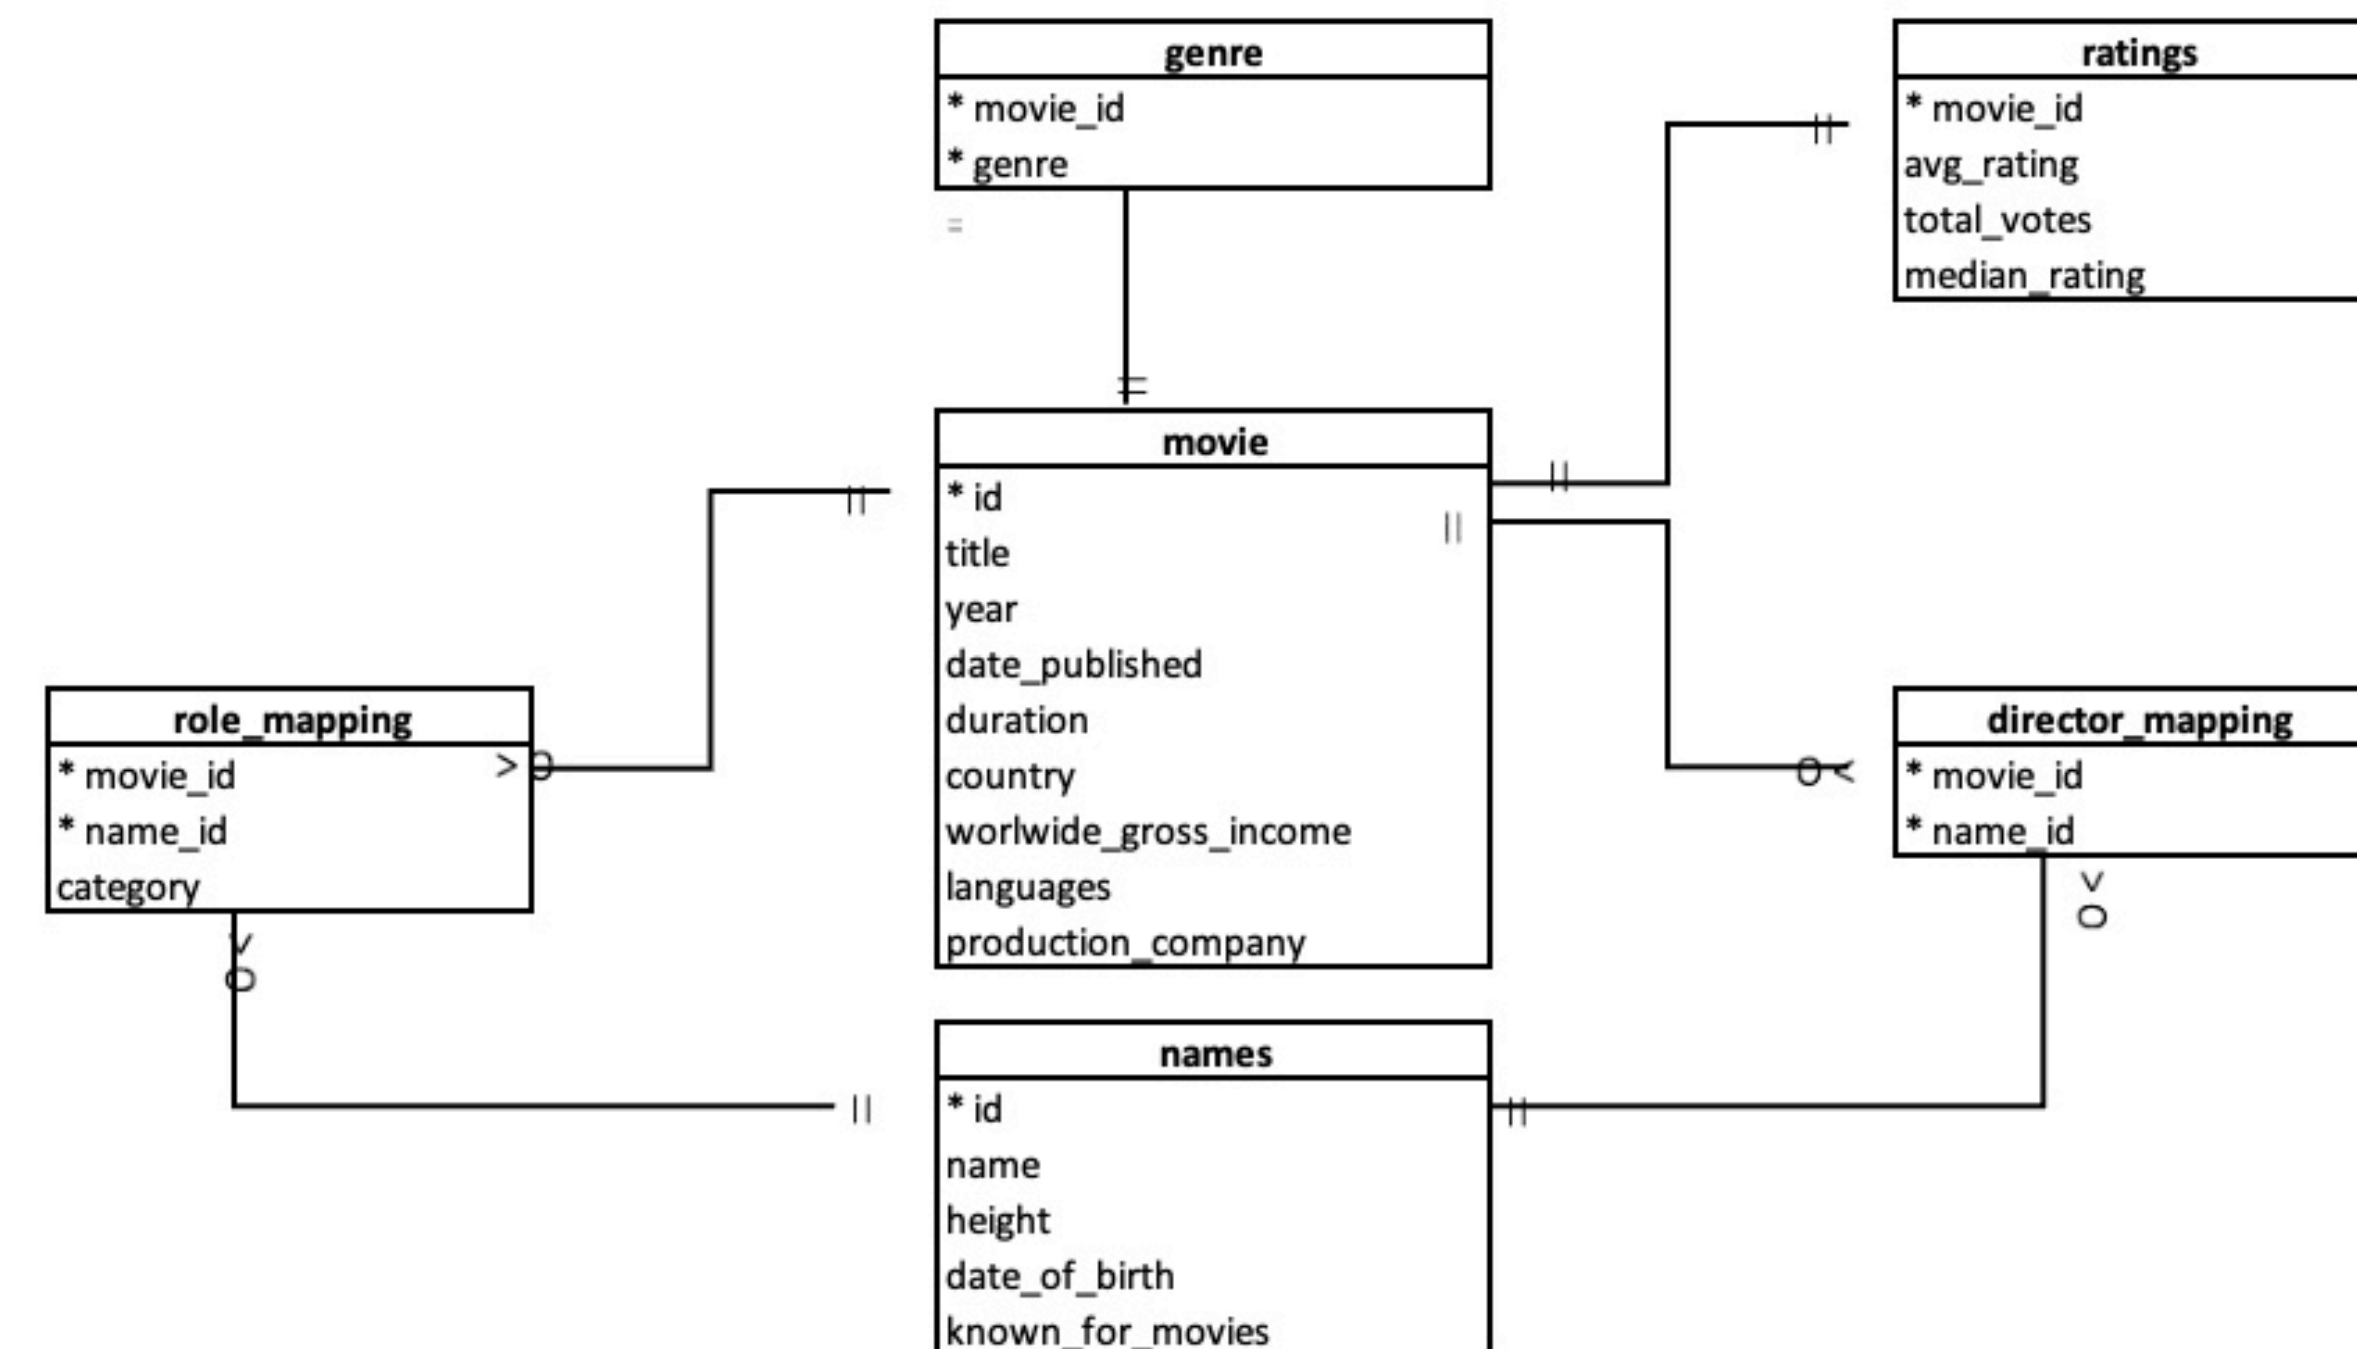 genre
* movie_id
* genre
ratings
* movie_id
avg_rating
total_votes
median_rating
movie
* id
title
year
date_published
duration
country
worlwide_gross_income
languages
production_company
role_mapping
* movie_id
* name_id
category
director_mapping
* movie_id
* name_id
names
* id
name
height
date_of_birth
known_for_movies